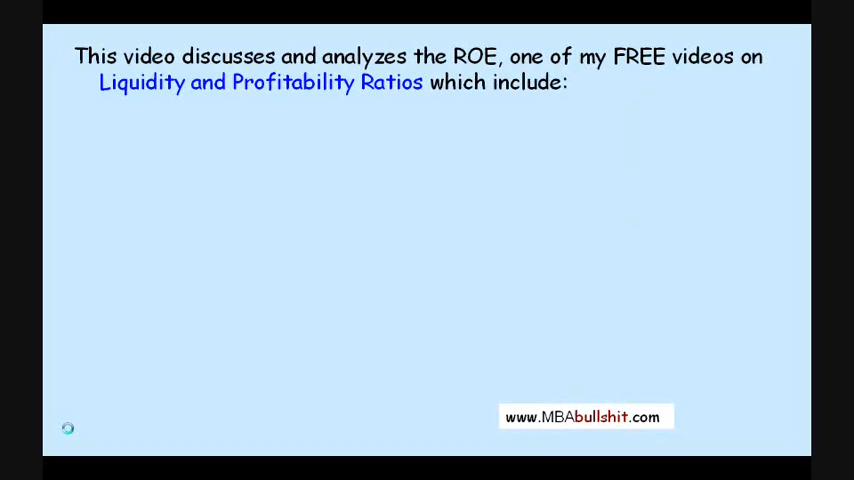 This video discusses and analyzes the ROE, one of my FREE videos on
Liquidity and Profitability Ratios which include:
www.MBAbullshit.com